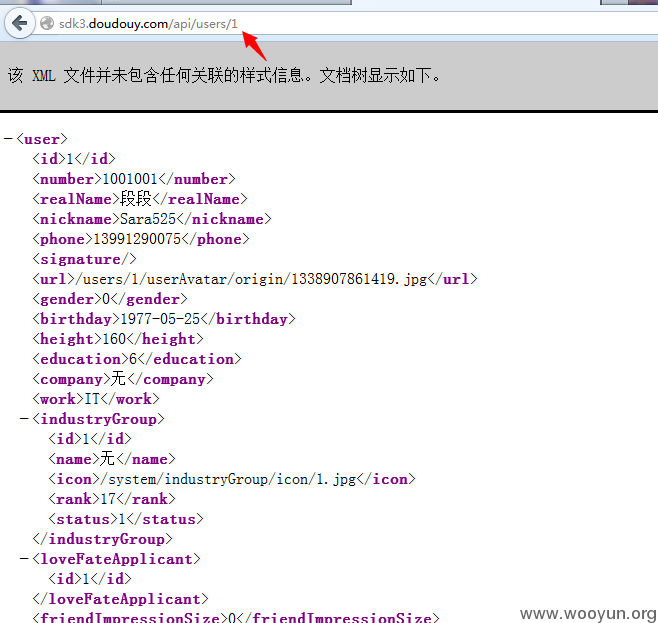 sdk3.doudouy.com/api/users/1
该 XML 文件并未包含任何关联的样式信息。文档树显示如下。
−<user>
<id>1</id>
<number>1001001</number>
<realName>段段</realName>
<nickname>Sara525</nickname>
<phone>13991290075</phone>
<signature/>
<url>/users/1/userAvatar/origin/1338907861419.jpg</url>
<gender>0</gender>
<birthday>1977-05-25</birthday>
<height>160</height>
<education>6</education>
<company>无</company>
<work>IT</work>
−<industryGroup>
<id>1</id>
<name>无</name>
<icon>/system/industryGroup/icon/1.jpg</icon>
<rank>17</rank>
<status>1</status>
</industryGroup>
−<loveFateApplicant>
<id>1</id>
</loveFateApplicant>
<friendImpressionSize>0</friendImpressionSize>
www.wooyun.org